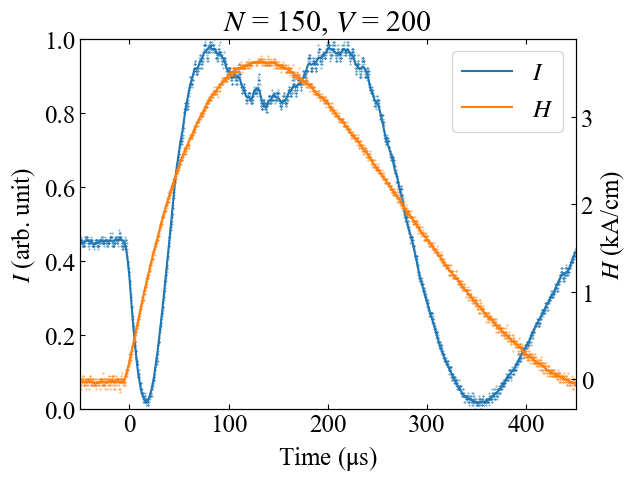 N = 150, V = 200
1.0
0.8
0.6
0.4
0.2
0.0
I (arb. unit)
I
H
3
2
1
0
H (kA/cm)
0 100 200 300 400
Time (μs)